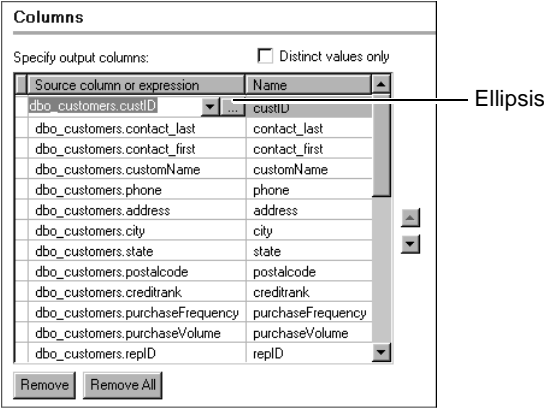 Columns
Specify output columns: Distinct values only
Source column or expression Name
dbo_customers.custID ... custID
Ellipsis
dbo_customers.contact_last contact_last
dbo_customers.contact_first contact_first
dbo_customers.customName customName
dbo_customers.phone phone
dbo_customers.address address
dbo_customers.city city
dbo_customers.state state
dbo_customers.postalcode postalcode
dbo_customers.creditrank creditrank
dbo_customers.purchaseFrequency purchaseFrequency
dbo_customers.purchaseVolume purchaseVolume
dbo_customers.repID repID
Remove Remove All